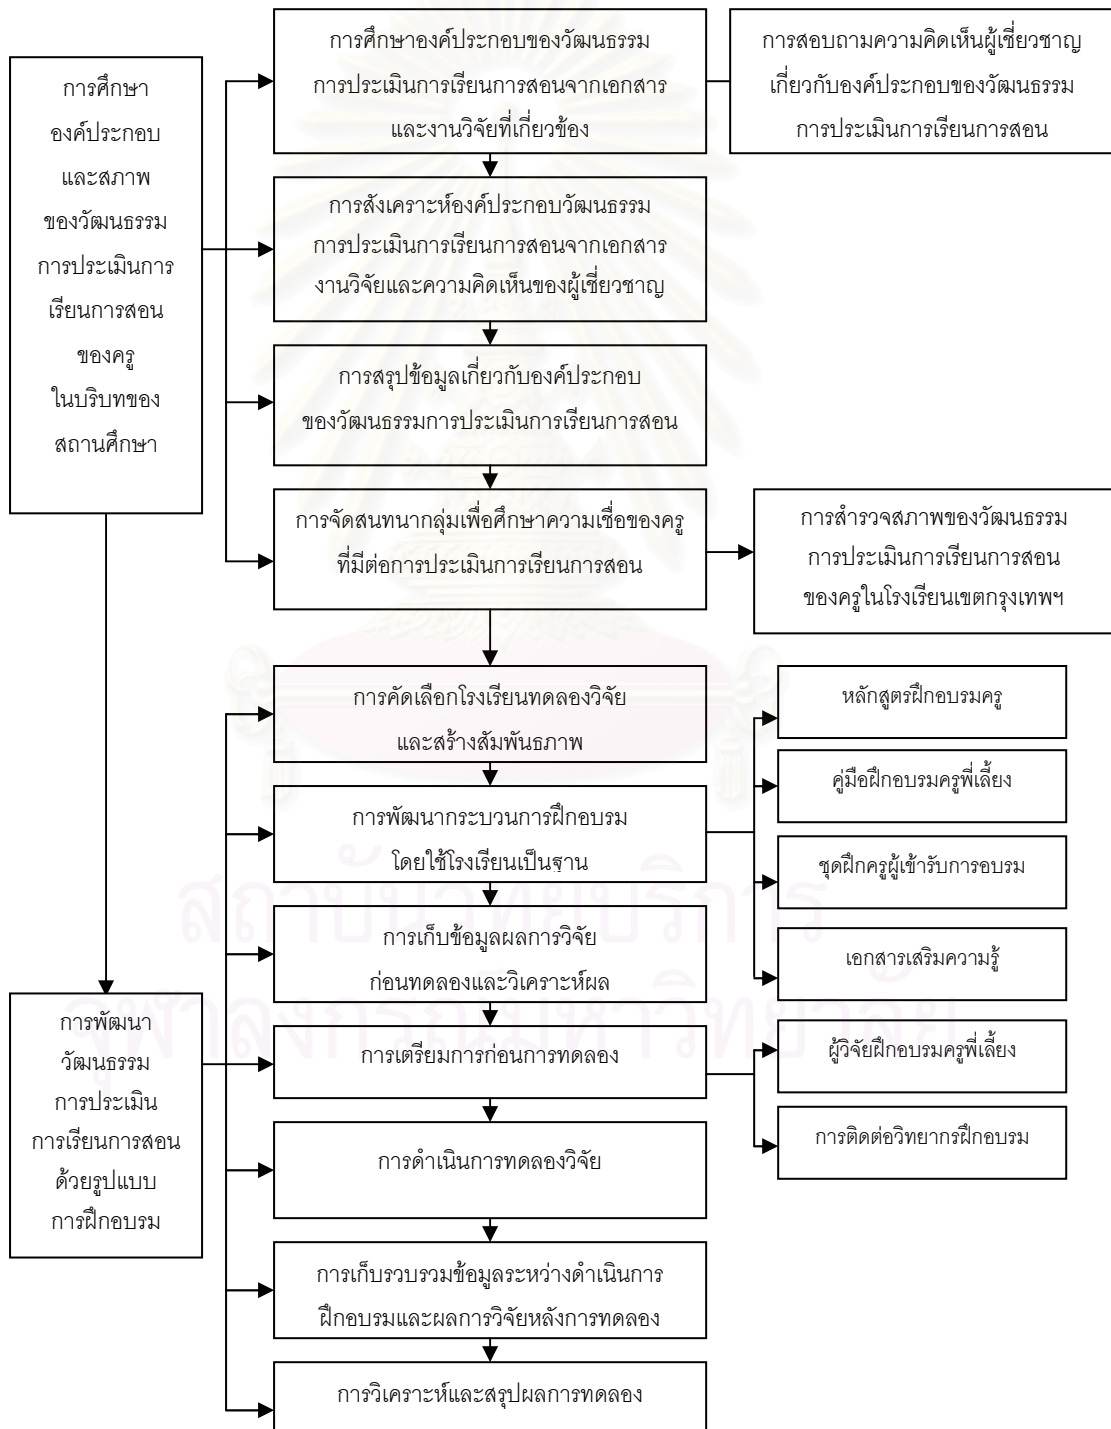 การศึกษา
องค์ประกอบ
และสภาพ
ของวัฒนธรรม
การประเมินการ
เรียนการสอน
ของครู
ในบริบทของ
สถานศึกษา
การศึกษาองค์ประกอบของวัฒนธรรม
การประเมินการเรียนการสอนจากเอกสาร
และงานวิจัยที่เกี่ยวข้อง
การสอบถามความคิดเห็นผู้เชี่ยวชาญ
เกี่ยวกับองค์ประกอบของวัฒนธรรม
การประเมินการเรียนการสอน
การสังเคราะห์องค์ประกอบวัฒนธรรม
การประเมินการเรียนการสอนจากเอกสาร
งานวิจัยและความคิดเห็นของผู้เชี่ยวชาญ
การสรุปข้อมูลเกี่ยวกับองค์ประกอบ
ของวัฒนธรรมการประเมินการเรียนการสอน
การจัดสนทนากลุ่มเพื่อศึกษาความเชื่อของครู
ที่มีต่อการประเมินการเรียนการสอน
การสำรวจสภาพของวัฒนธรรม
การประเมินการเรียนการสอน
ของครูในโรงเรียนเขตกรุงเทพฯ
การพัฒนา
วัฒนธรรม
การประเมิน
การเรียนการสอน
ด้วยรูปแบบ
การฝึกอบรม
การคัดเลือกโรงเรียนทดลองวิจัย
และสร้างสัมพันธภาพ
การพัฒนากระบวนการฝึกอบรม
โดยใช้โรงเรียนเป็นฐาน
หลักสูตรฝึกอบรมครู
คู่มือฝึกอบรมครูพี่เลี้ยง
ชุดฝึกครูผู้เข้ารับการอบรม
เอกสารเสริมความรู้
การเก็บข้อมูลผลการวิจัย
ก่อนทดลองและวิเคราะห์ผล
การเตรียมการก่อนการทดลอง
ผู้วิจัยฝึกอบรมครูพี่เลี้ยง
การติดต่อวิทยากรฝึกอบรม
การดำเนินการทดลองวิจัย
การเก็บรวบรวมข้อมูลระหว่างดำเนินการ
ฝึกอบรมและผลการวิจัยหลังการทดลอง
การวิเคราะห์และสรุปผลการทดลอง
สถาบันวิทยบริการ
จุฬาลงกรณ์มหาวิทยาลัย